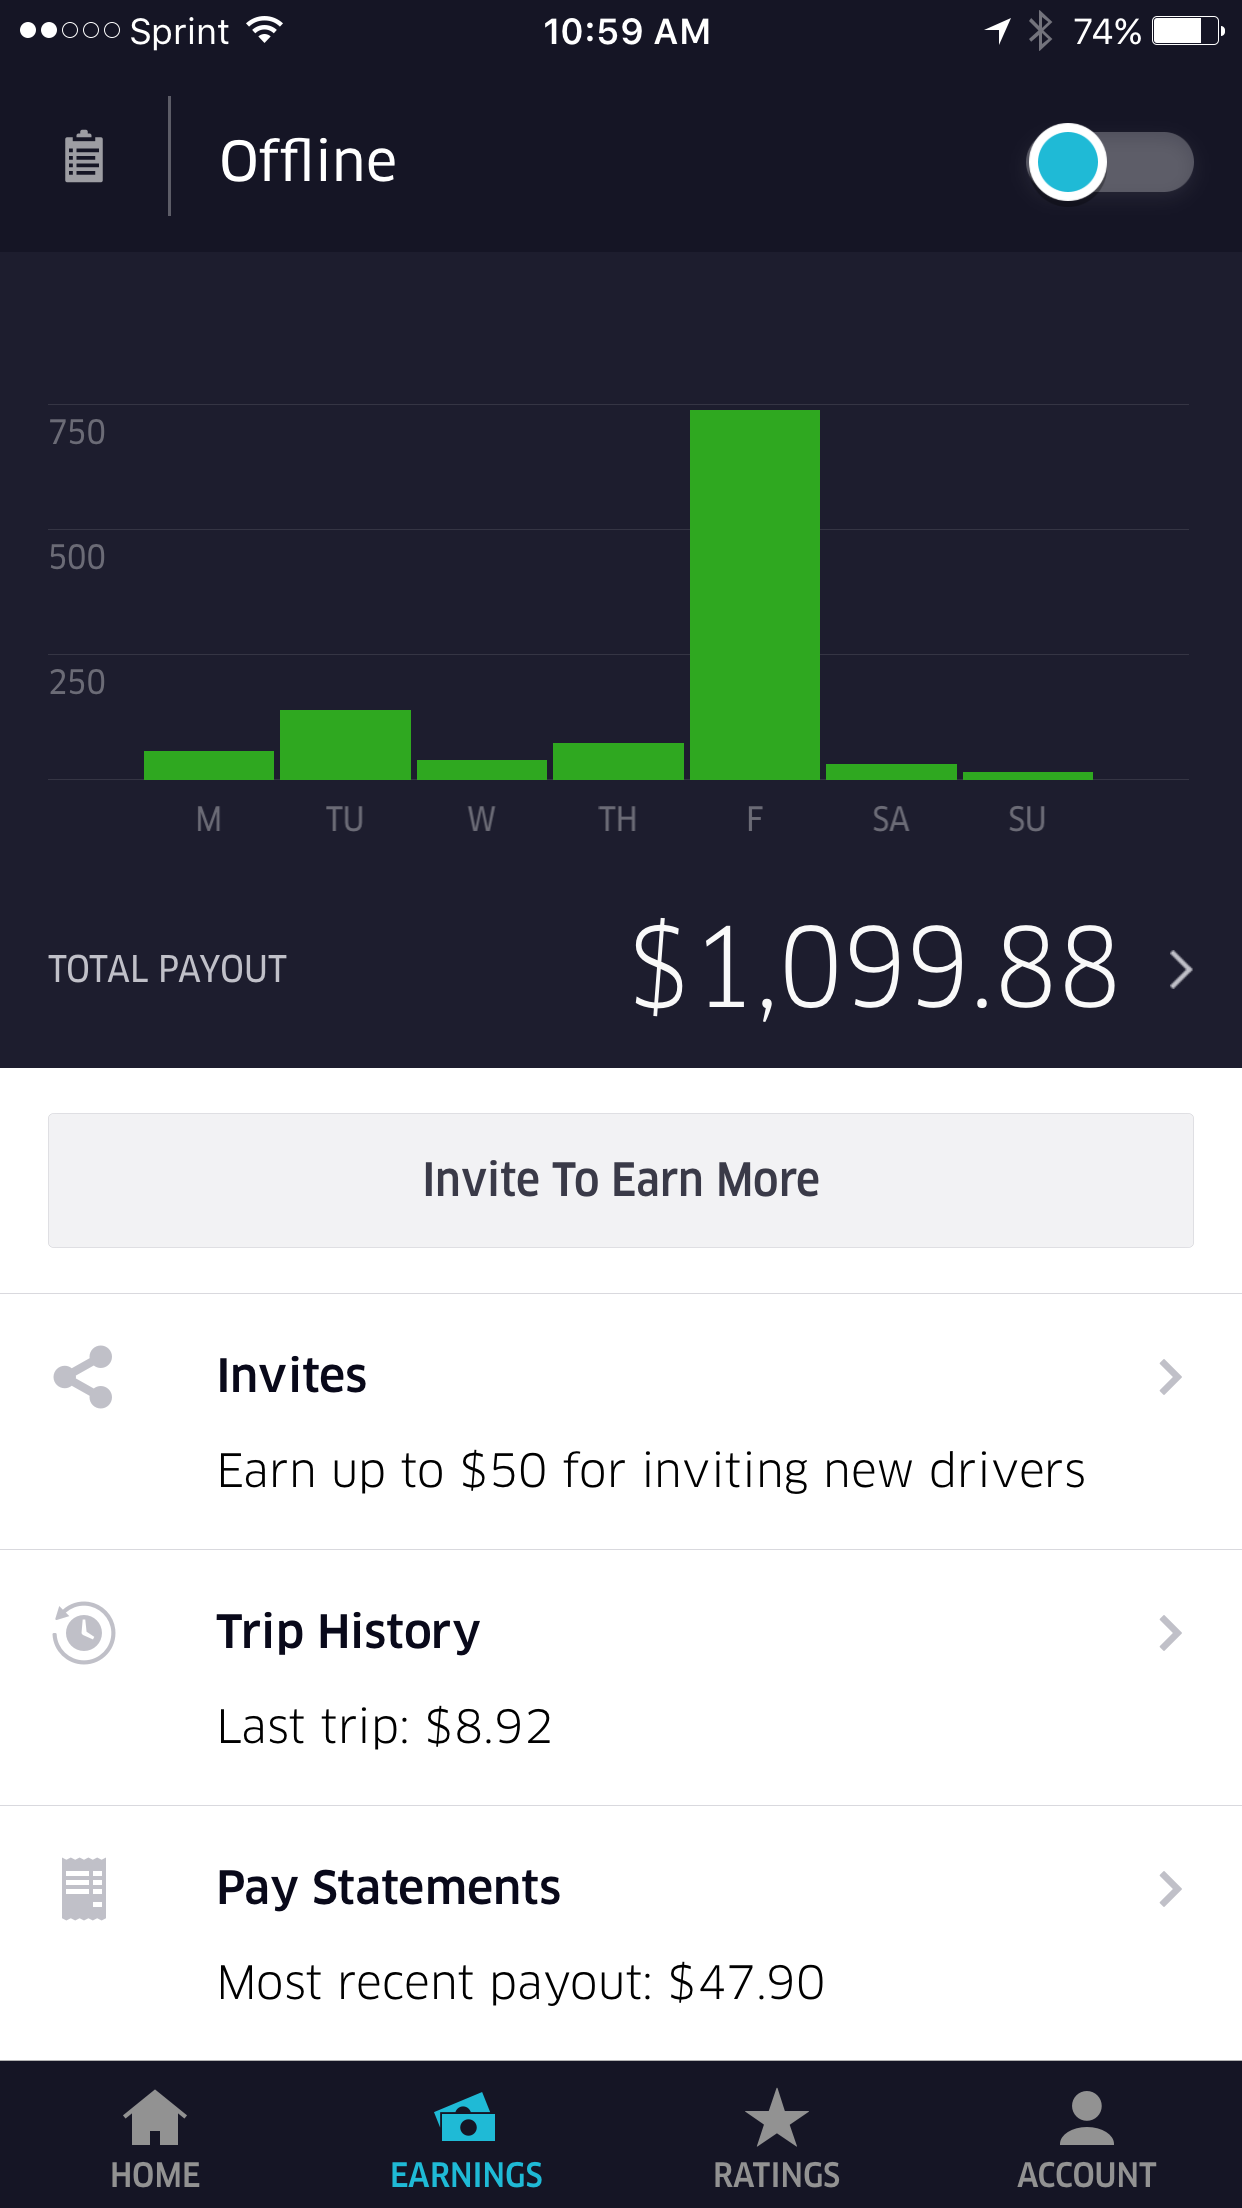 Sprint 10:59 AM 74%
Offline
750
500
250
M TU W TH F SA SU
TOTAL PAYOUT $1,099.88
Invite To Earn More
Invites
Earn up to $50 for inviting new drivers
Trip History
Last trip: $8.92
Pay Statements
Most recent payout: $47.90
HOME EARNINGS RATINGS ACCOUNT